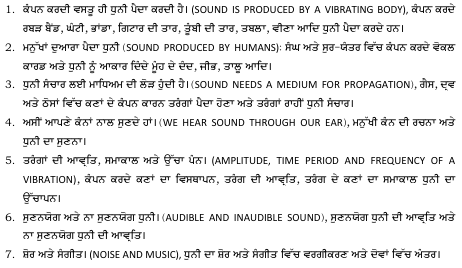 1. ਕੰਪਨ ਕਰਦੀ ਵਸਤੂ ਹੀ ਧੁਨੀ ਪੈਦਾ ਕਰਦੀ ਹੈ। (SOUND IS PRODUCED BY A VIBRATING BODY), ਕੰਪਨ ਕਰਦੇ
ਰਬੜ ਬੈਂਡ, ਘੰਟੀ, ਭਾਂਡਾ, ਗਿਟਾਰ ਦੀ ਤਾਰ, ਤੂੰਬੀ ਦੀ ਤਾਰ, ਤਬਲਾ, ਵੀਣਾ ਆਦਿ ਧੁਨੀ ਪੈਦਾ ਕਰਦੇ ਹਨ।
2. ਮਨੁੱਖਾਂ ਦੁਆਰਾ ਪੈਦਾ ਧੁਨੀ (SOUND PRODUCED BY HUMANS): ਸੰਘ ਅਤੇ ਸੁਰ-ਯੰਤਰ ਵਿੱਚ ਕੰਪਨ ਕਰਦੇ ਵੋਕਲ
ਕਾਰਡ ਅਤੇ ਧੁਨੀ ਨੂੰ ਆਕਾਰ ਦਿੰਦੇ ਮੂੰਹ ਦੇ ਦੰਦ, ਜੀਭ, ਤਾਲੂ ਆਦਿ।
3. ਧੁਨੀ ਸੰਚਾਰ ਲਈ ਮਾਧਿਅਮ ਦੀ ਲੋੜ ਹੁੰਦੀ ਹੈ। (SOUND NEEDS A MEDIUM FOR PROPAGATION), ਗੈਸ, ਦ੍ਰਵ
ਅਤੇ ਠੋਸਾਂ ਵਿੱਚ ਕਣਾਂ ਦੇ ਕੰਪਨ ਕਾਰਨ ਤਰੰਗਾਂ ਪੈਦਾ ਹੋਣਾ ਅਤੇ ਤਰੰਗਾਂ ਰਾਹੀਂ ਧੁਨੀ ਸੰਚਾਰ।
4. ਅਸੀਂ ਆਪਣੇ ਕੰਨਾਂ ਨਾਲ ਸੁਣਦੇ ਹਾਂ। (WE HEAR SOUND THROUGH OUR EAR), ਮਨੁੱਖੀ ਕੰਨ ਦੀ ਰਚਨਾ ਅਤੇ
ਧੁਨੀ ਦਾ ਸੁਣਨਾ।
5. ਤਰੰਗਾਂ ਦੀ ਆਵ੍ਰਿਤੀ, ਸਮਾਕਾਲ ਅਤੇ ਉੱਚਾ ਪੰਨ। (AMPLITUDE, TIME PERIOD AND FREQUENCY OF A
VIBRATION), ਕੰਪਨ ਕਰਦੇ ਕਣਾਂ ਦਾ ਵਿਸਥਾਪਨ, ਤਰੰਗ ਦੀ ਆਵ੍ਰਿਤੀ, ਤਰੰਗ ਦੇ ਕਣਾਂ ਦਾ ਸਮਾਕਾਲ ਧੁਨੀ ਦਾ
ਉੱਚਾਪਨ।
6. ਸੁਣਨਯੋਗ ਅਤੇ ਨਾ ਸੁਣਨਯੋਗ ਧੁਨੀ। (AUDIBLE AND INAUDIBLE SOUND), ਸੁਣਨਯੋਗ ਧੁਨੀ ਦੀ ਆਵ੍ਰਿਤੀ ਅਤੇ
ਨਾ ਸੁਣਨਯੋਗ ਧੁਨੀ ਦੀ ਆਵ੍ਰਿਤੀ।
7. ਸ਼ੋਰ ਅਤੇ ਸੰਗੀਤ। (NOISE AND MUSIC), ਧੁਨੀ ਦਾ ਸ਼ੋਰ ਅਤੇ ਸੰਗੀਤ ਵਿੱਚ ਵਰਗੀਕਰਣ ਅਤੇ ਦੋਵਾਂ ਵਿੱਚ ਅੰਤਰ।